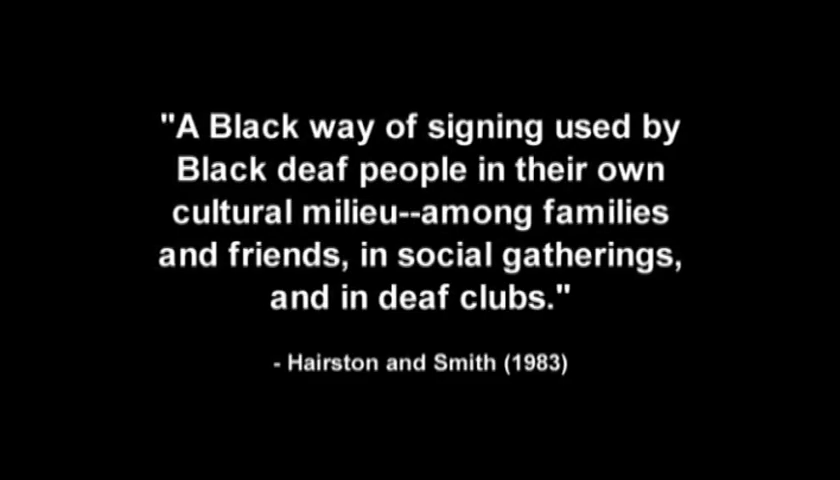 "A Black way of signing used by
Black deaf people in their own
cultural milieu--among families
and friends, in social gatherings,
and in deaf clubs."
- Hairston and Smith (1983)